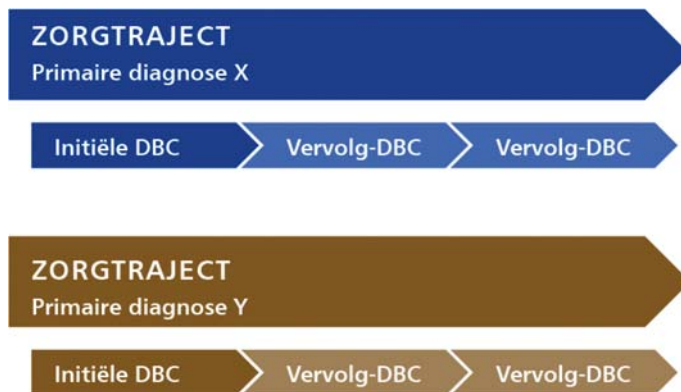 ZORGTRAJECT
Primaire diagnose X
Initiële DBC
Vervolg-DBC
Vervolg-DBC
ZORGTRAJECT
Primaire diagnose Y
Initiële DBC
Vervolg-DBC
Vervolg-DBC